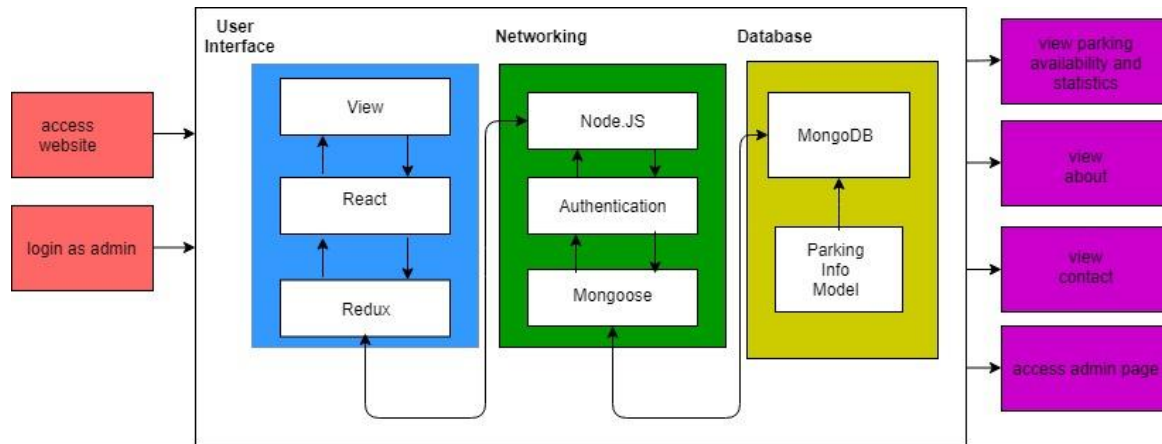 User
Interface
Networking
Database
access
website
login as admin
View
React
Redux
Node.JS
Authentication
Mongoose
MongoDB
Parking
Info
Model
view parking
availability and
statistics
view
about
view
contact
access admin page